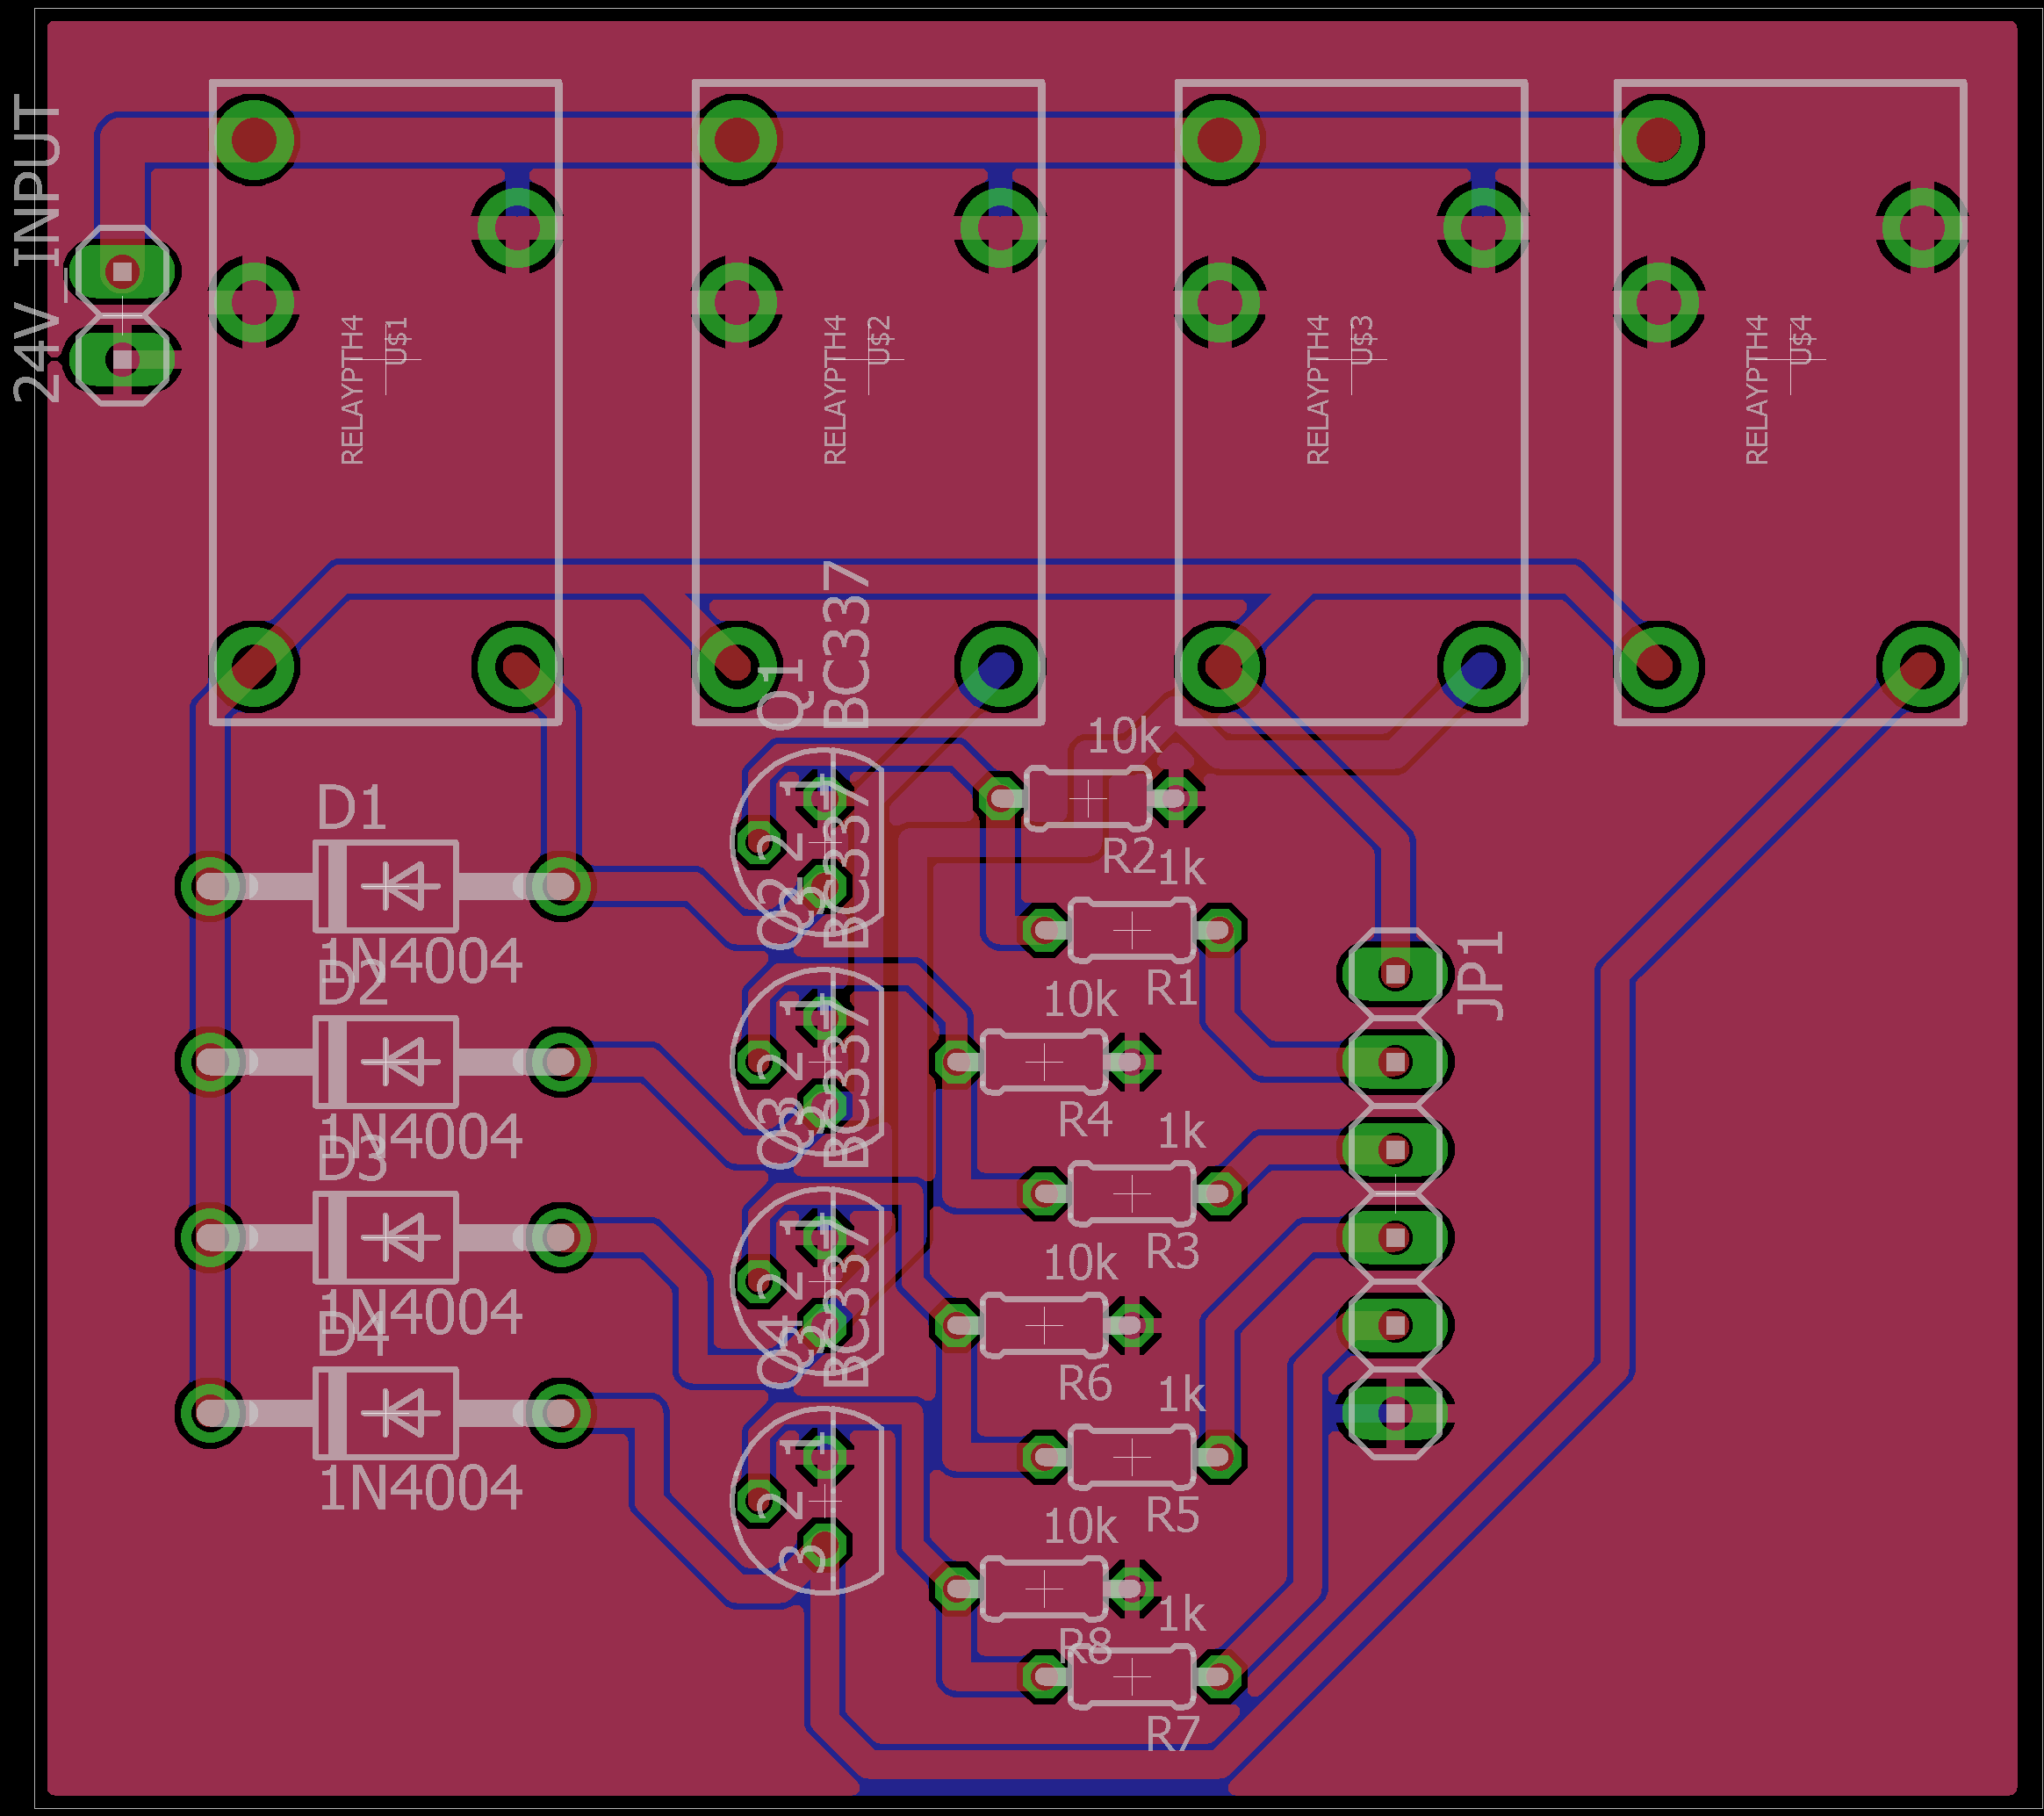 24V_INPUT
RELAYPTH4
U$1
RELAYPTH4
U$2
RELAYPTH4
U$3
RELAYPTH4
U$4
Q1
BC337
10k
R2
D1
1N4004
1
2
3
1k
R1
JP1
Q2
BC337
D2
1N4004
1
2
3
10k
R4
1k
R3
Q3
BC337
D3
1N4004
1
2
3
10k
R6
1k
R5
Q4
BC337
D4
1N4004
1
2
3
10k
R8
1k
R7